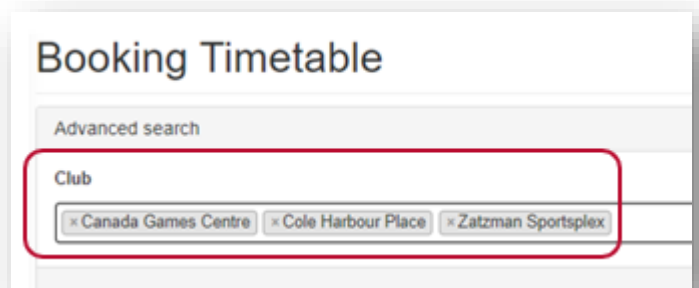 Booking Timetable
Advanced search
Club
×Canada Games Centre ×Cole Harbour Place ×Zatzman Sportsplex